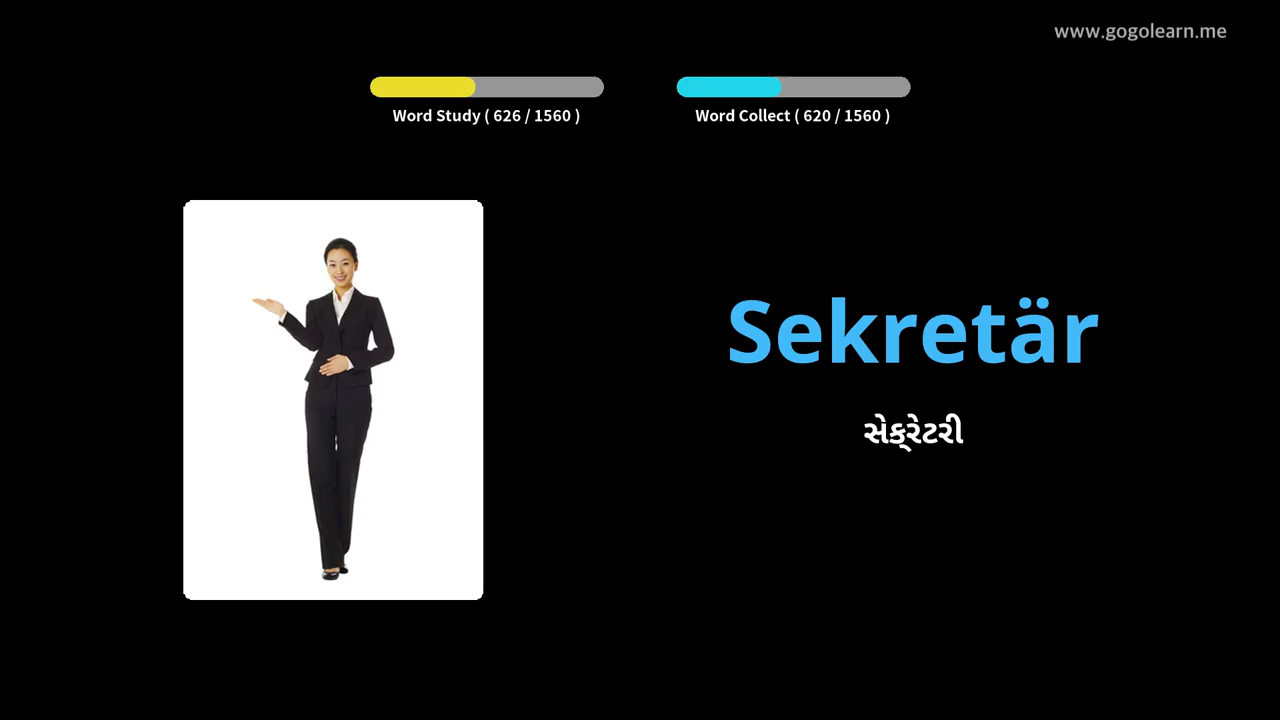 www.gogolearn.me
Word Study ( 626 / 1560 )
Word Collect ( 620 / 1560 )
Sekretär
સેક્રેટરી